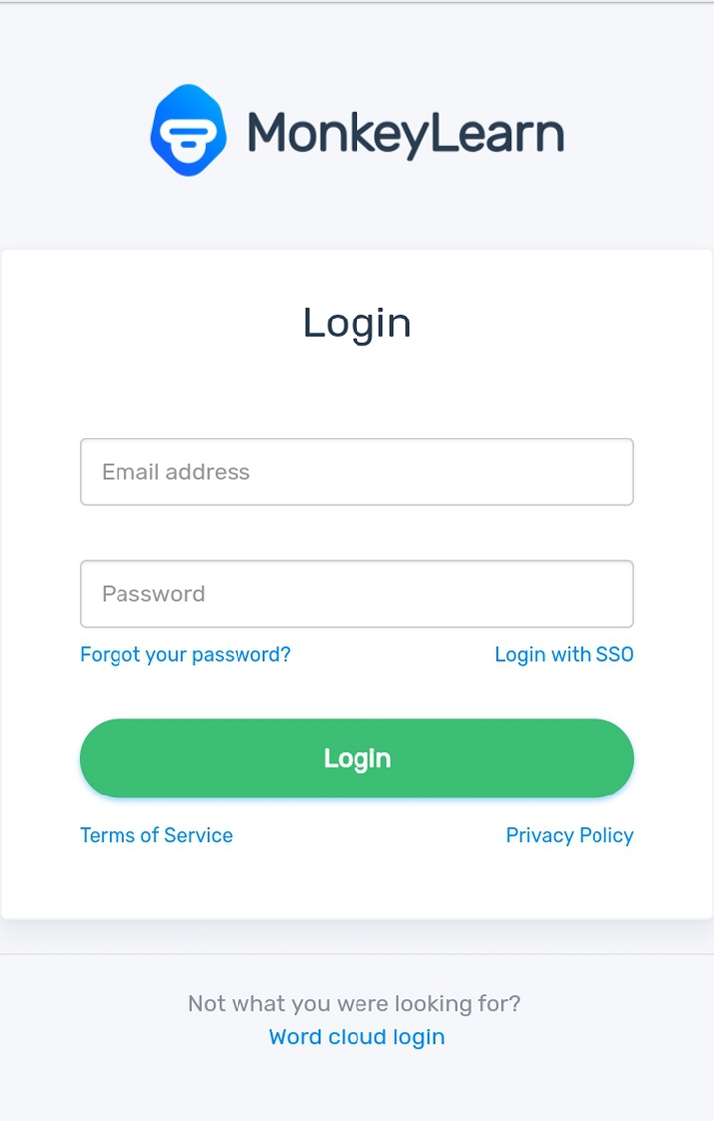 MonkeyLearn
Login
Email address
Password
Forgot your password? Login with SSO
Login
Terms of Service Privacy Policy
Not what you were looking for?
Word cloud login